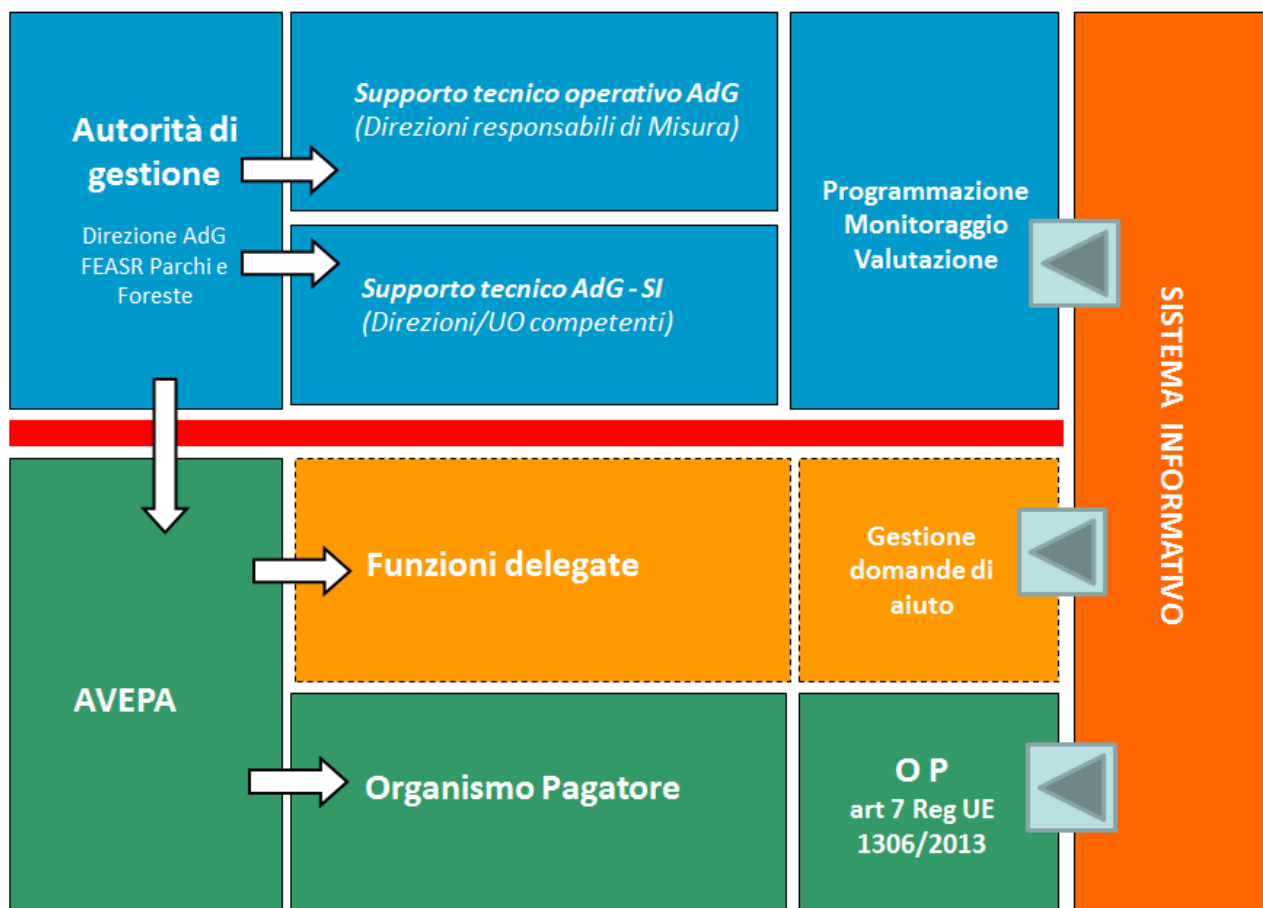 Autorità di
gestione
Direzione AdG
FEASR Parchi e
Foreste
Supporto tecnico operativo AdG
(Direzioni responsabili di Misura)
Supporto tecnico AdG - SI
(Direzioni/UO competenti)
Programmazione
Monitoraggio
Valutazione
SISTEMA INFORMATIVO
AVEPA
Funzioni delegate
Gestione
domande di
aiuto
Organismo Pagatore
O P
art 7 Reg UE
1306/2013